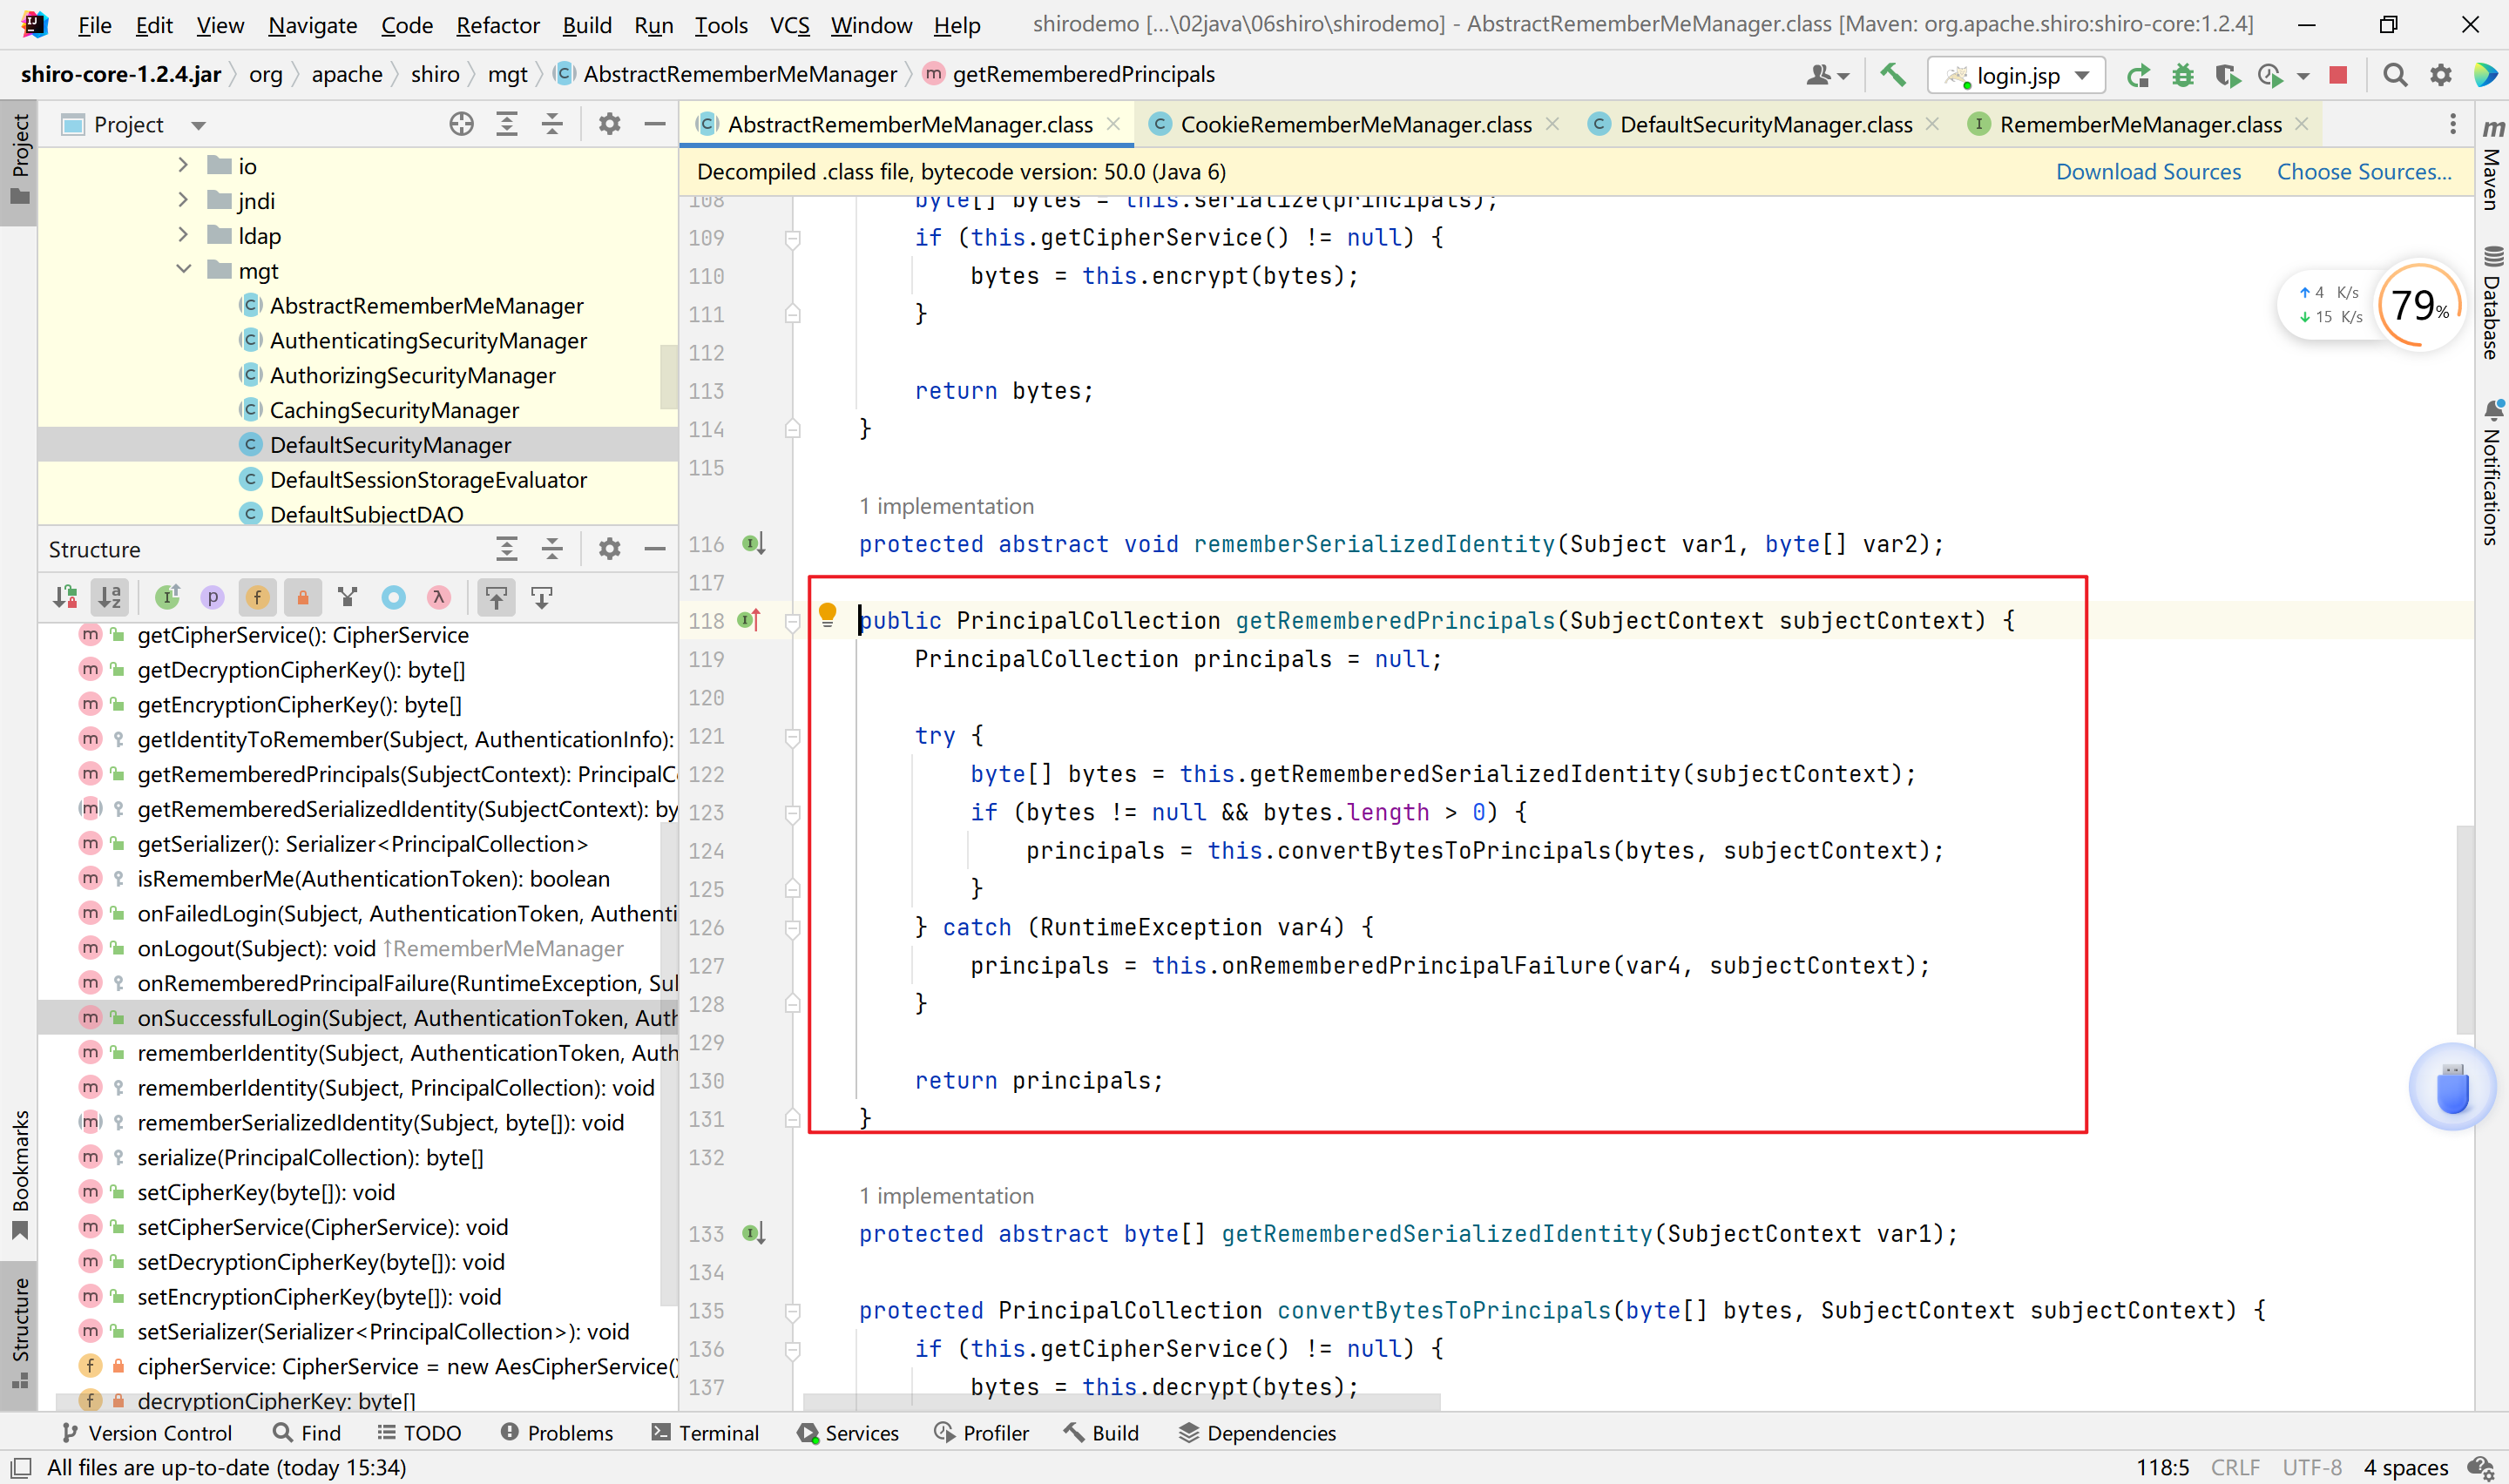 File Edit View Navigate Code Refactor Build Run Tools VCS Window Help shirodemo [...\02java\06shiro\shirodemo] - AbstractRememberMeManager.class [Maven: org.apache.shiro:shiro-core:1.2.4]
shiro-core-1.2.4.jar org apache shiro mgt AbstractRememberMeManager getRememberedPrincipals login.jsp
Project
io
jndi
ldap
mgt
AbstractRememberMeManager
AuthenticatingSecurityManager
AuthorizingSecurityManager
CachingSecurityManager
DefaultSecurityManager
DefaultSessionStorageEvaluator
DefaultSubjectDAO
Structure
getCipherService(): CipherService
getDecryptionCipherKey(): byte[]
getEncryptionCipherKey(): byte[]
getIdentityToRemember(Subject, AuthenticationInfo):
getRememberedPrincipals(SubjectContext): PrincipalC
getRememberedSerializedIdentity(SubjectContext): by
getSerializer(): Serializer<PrincipalCollection>
isRememberMe(AuthenticationToken): boolean
onFailedLogin(Subject, AuthenticationToken, Authenti
onLogout(Subject): void ↑RememberMeManager
onRememberedPrincipalFailure(RuntimeException, Su
onSuccessfulLogin(Subject, AuthenticationToken, Auth
rememberIdentity(Subject, AuthenticationToken, Auth
rememberIdentity(Subject, PrincipalCollection): void
rememberSerializedIdentity(Subject, byte[]): void
serialize(PrincipalCollection): byte[]
setCipherKey(byte[]): void
setCipherService(CipherService): void
setDecryptionCipherKey(byte[]): void
setEncryptionCipherKey(byte[]): void
setSerializer(Serializer<PrincipalCollection>): void
cipherService: CipherService = new AesCipherService()
decryptionCipherKey: byte[]
AbstractRememberMeManager.class CookieRememberMeManager.class DefaultSecurityManager.class RememberMeManager.class
Decompiled .class file, bytecode version: 50.0 (Java 6) Download Sources Choose Sources...
108 byte[] bytes = this.serialize(principals);
109 if (this.getCipherService() != null) {
110 bytes = this.encrypt(bytes);
111 }
112
113 return bytes;
114 }
115
1 implementation
116 protected abstract void rememberSerializedIdentity(Subject var1, byte[] var2);
117
118 public PrincipalCollection getRememberedPrincipals(SubjectContext subjectContext) {
119 PrincipalCollection principals = null;
120
121 try {
122 byte[] bytes = this.getRememberedSerializedIdentity(subjectContext);
123 if (bytes != null && bytes.length > 0) {
124 principals = this.convertBytesToPrincipals(bytes, subjectContext);
125 }
126 } catch (RuntimeException var4) {
127 principals = this.onRememberedPrincipalFailure(var4, subjectContext);
128 }
129
130 return principals;
131 }
132
1 implementation
133 protected abstract byte[] getRememberedSerializedIdentity(SubjectContext var1);
134
135 protected PrincipalCollection convertBytesToPrincipals(byte[] bytes, SubjectContext subjectContext) {
136 if (this.getCipherService() != null) {
137 bytes = this.decrypt(bytes);
↑ 4 K/s
↓ 15 K/s
79%
Project
Bookmarks
Structure
Maven
Database
Notifications
Version Control Find TODO Problems Terminal Services Profiler Build Dependencies
All files are up-to-date (today 15:34) 118:5 CRLF UTF-8 4 spaces